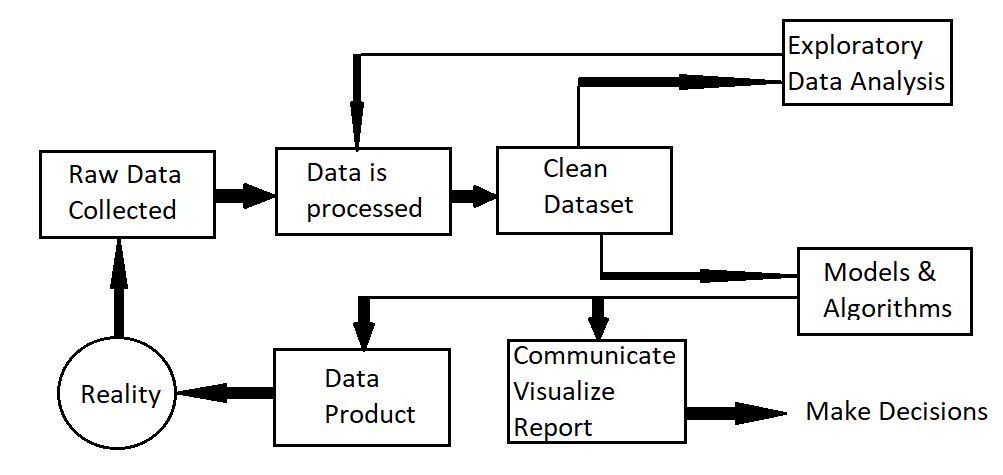 Exploratory
Data Analysis
Raw Data
Collected
Data is
processed
Clean
Dataset
Models &
Algorithms
Reality
Data
Product
Communicate
Visualize
Report
Make Decisions